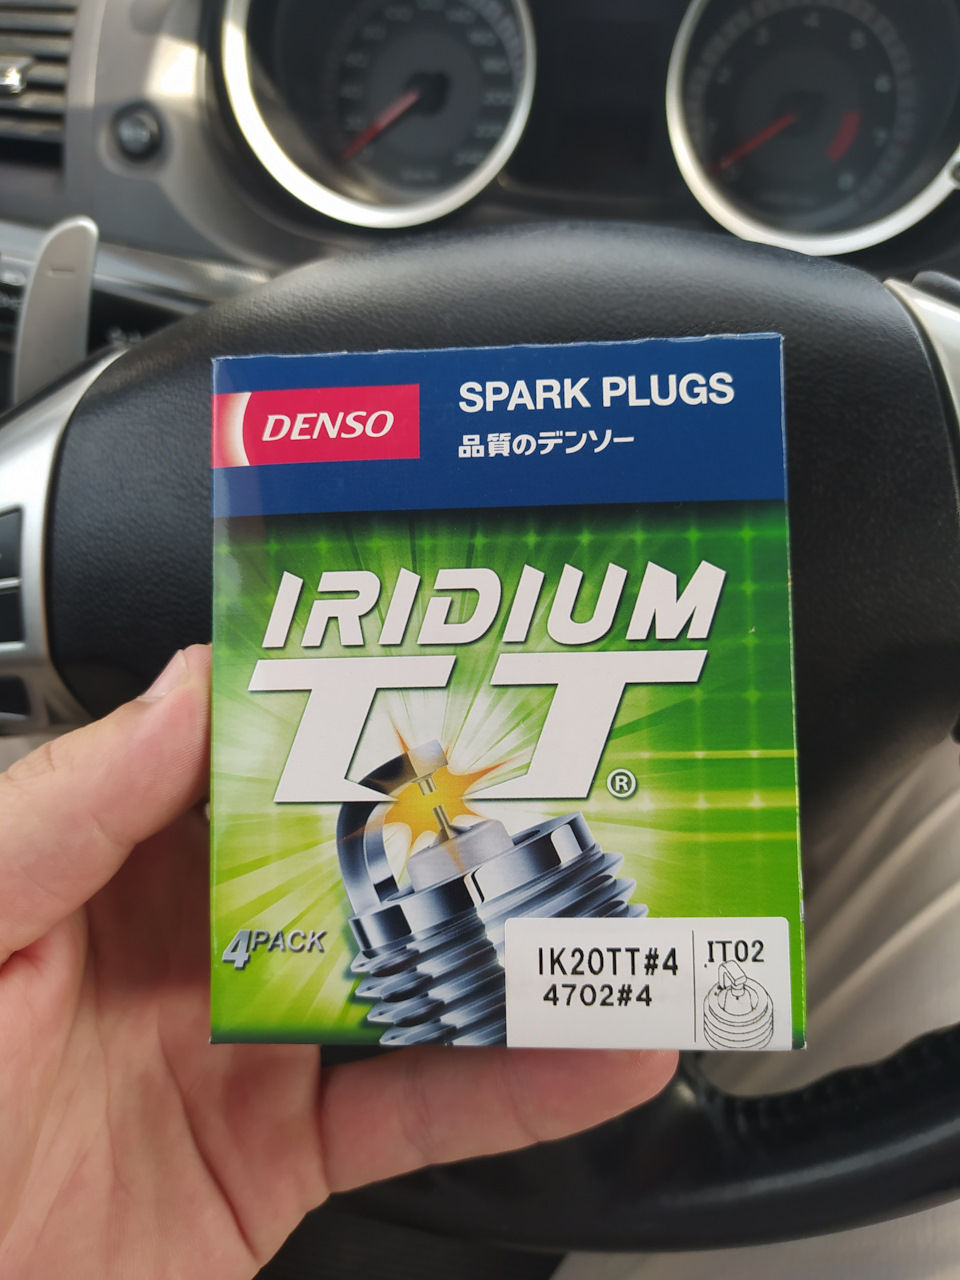 DENSO
SPARK PLUGS
品質のデンソー
IRIDIUM
TT®
4PACK
IK20TT#4
4702#4
IT02